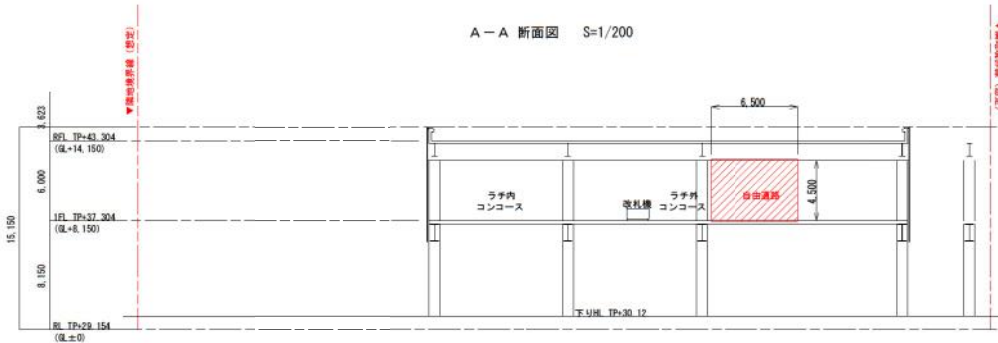 A-A 断面図 S=1/200
▼隣地境界線 (想定)
6,500
3,623
RFL TP+43.304
(GL+14,150)
6,000
ラチ内
コンコース
改札機
ラチ外
コンコース
自由通路
4,500
1FL TP+37.304
(GL+8,150)
15,150
8,150
下りHL TP+30.12
RL TP+29.154
(GL±0)